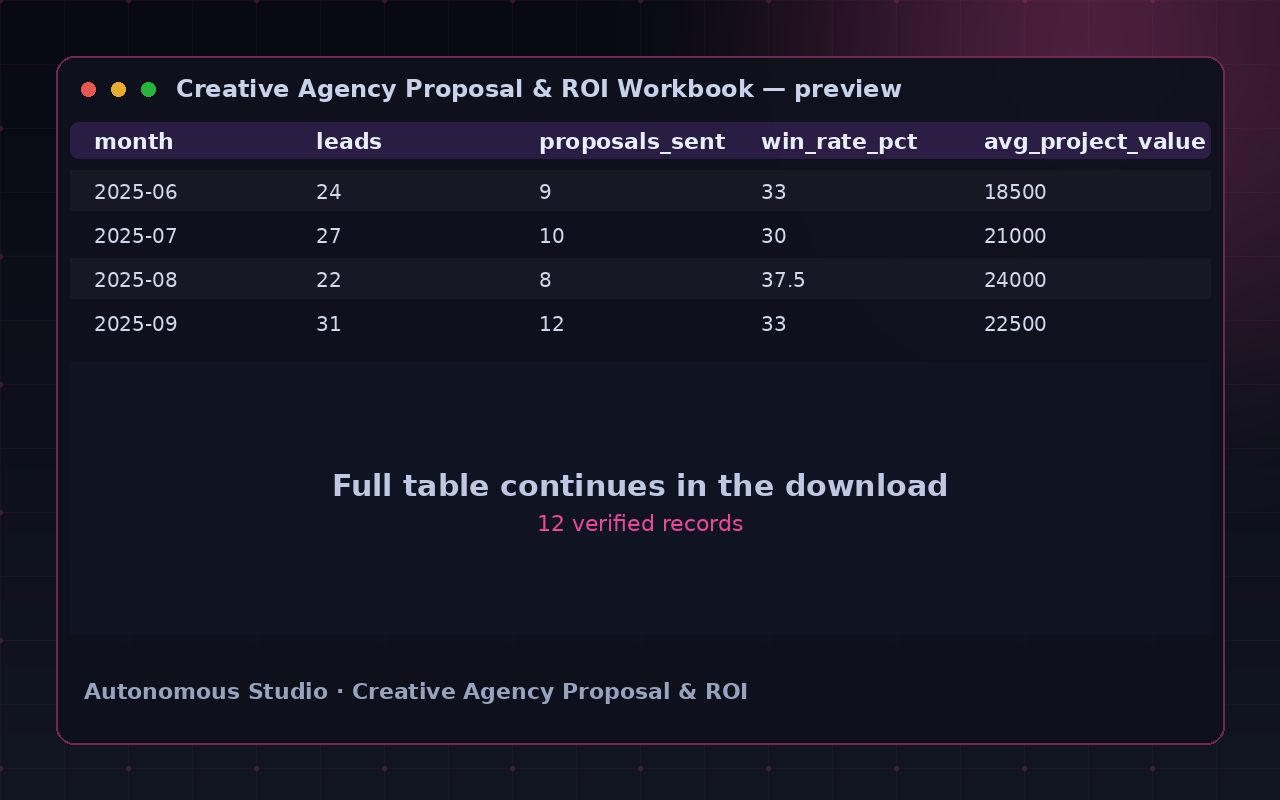 Creative Agency Proposal & ROI Workbook — preview
month leads proposals_sent win_rate_pct avg_project_value
2025-06 24 9 33 18500
2025-07 27 10 30 21000
2025-08 22 8 37.5 24000
2025-09 31 12 33 22500
Full table continues in the download
12 verified records
Autonomous Studio · Creative Agency Proposal & ROI